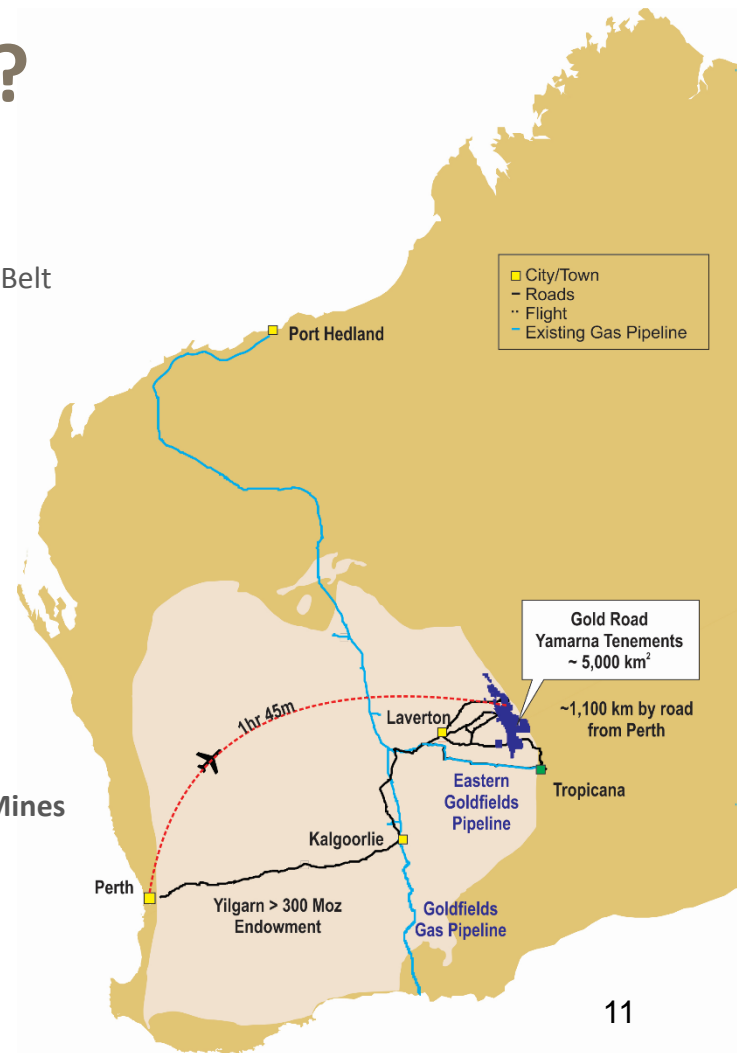 ?
Belt
City/Town
Roads
Flight
Existing Gas Pipeline
Port Hedland
Gold Road
Yamarna Tenements
~ 5,000 km²
1hr 45m
Laverton
~1,100 km by road
from Perth
Eastern
Goldfields
Pipeline
Tropicana
Mines
Kalgoorlie
Perth
Yilgarn > 300 Moz
Endowment
Goldfields
Gas Pipeline
11